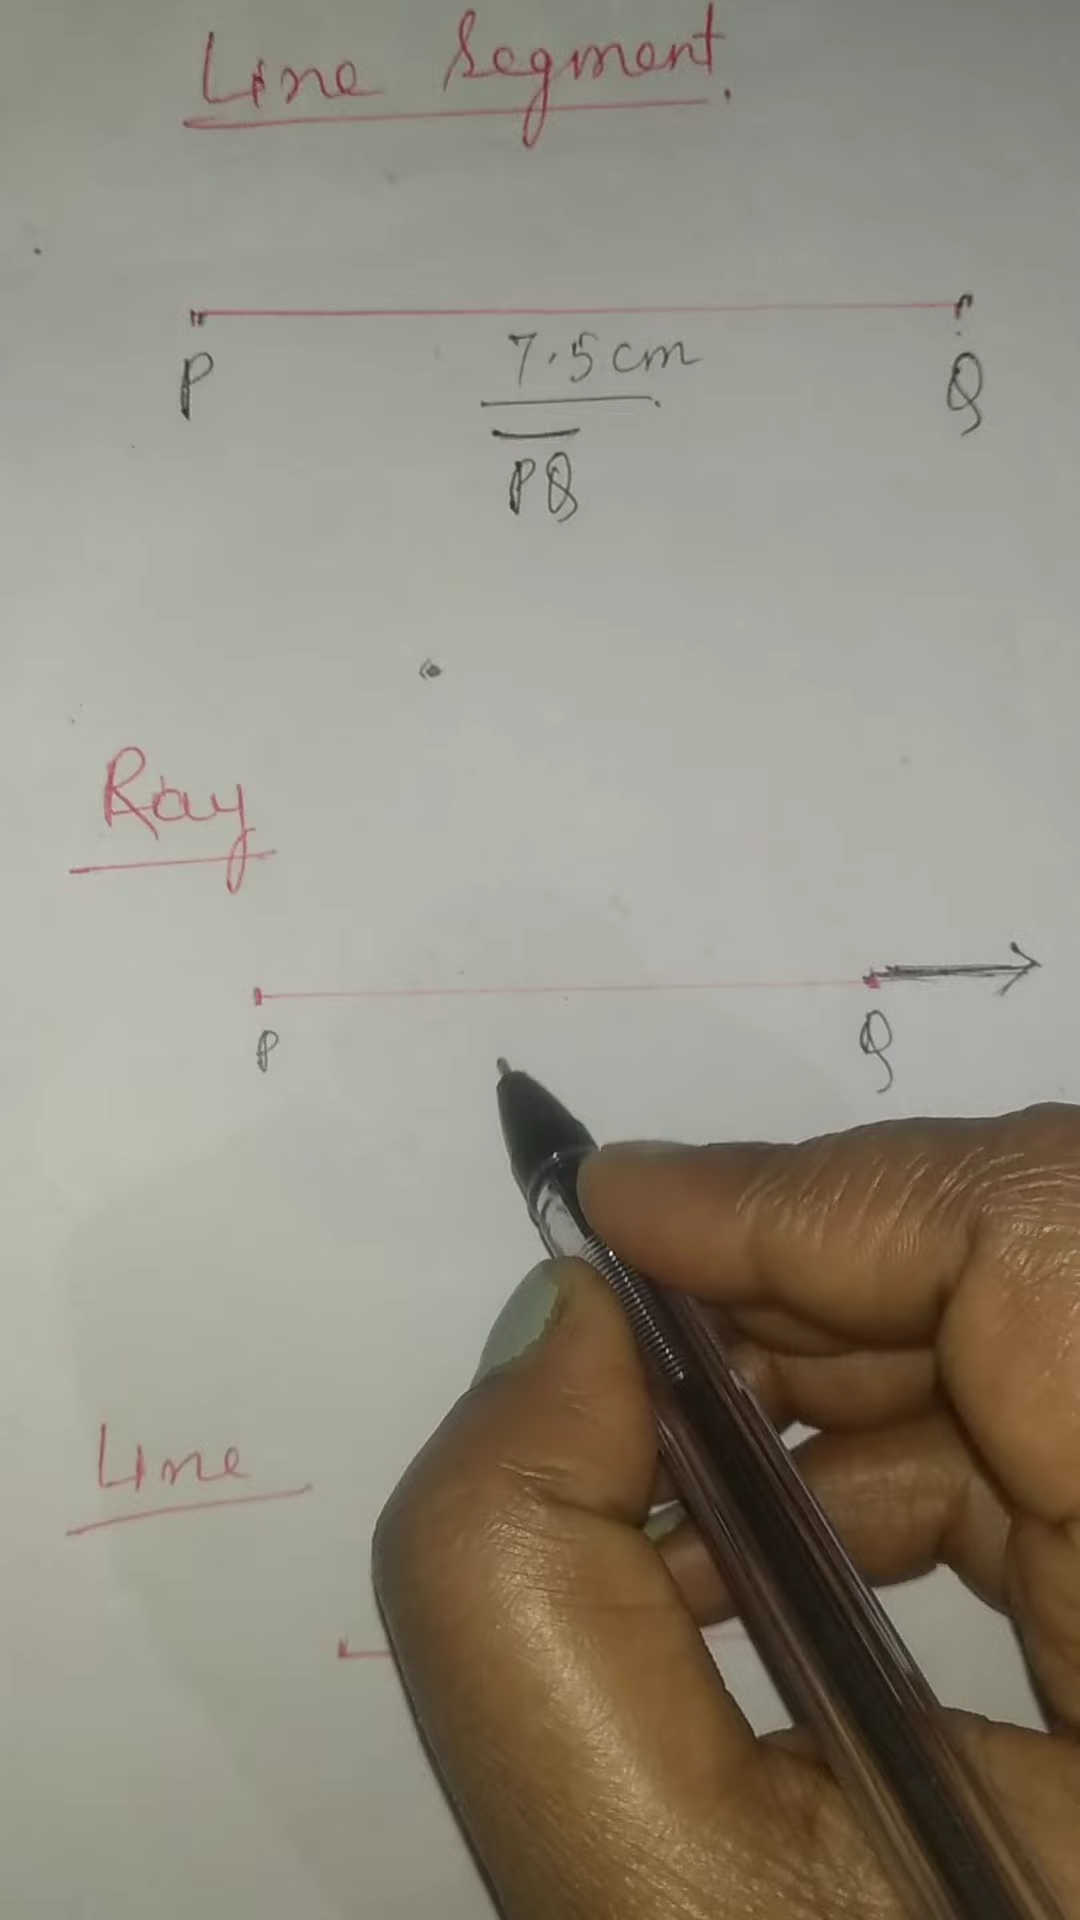 Line Segment.
P 7.5 cm Q
PQ
Ray
P Q
Line